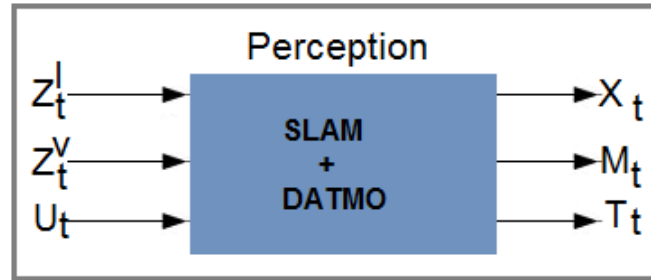 Perception
Z_t^l
Z_t^v
U_t
SLAM
+
DATMO
X_t
M_t
T_t